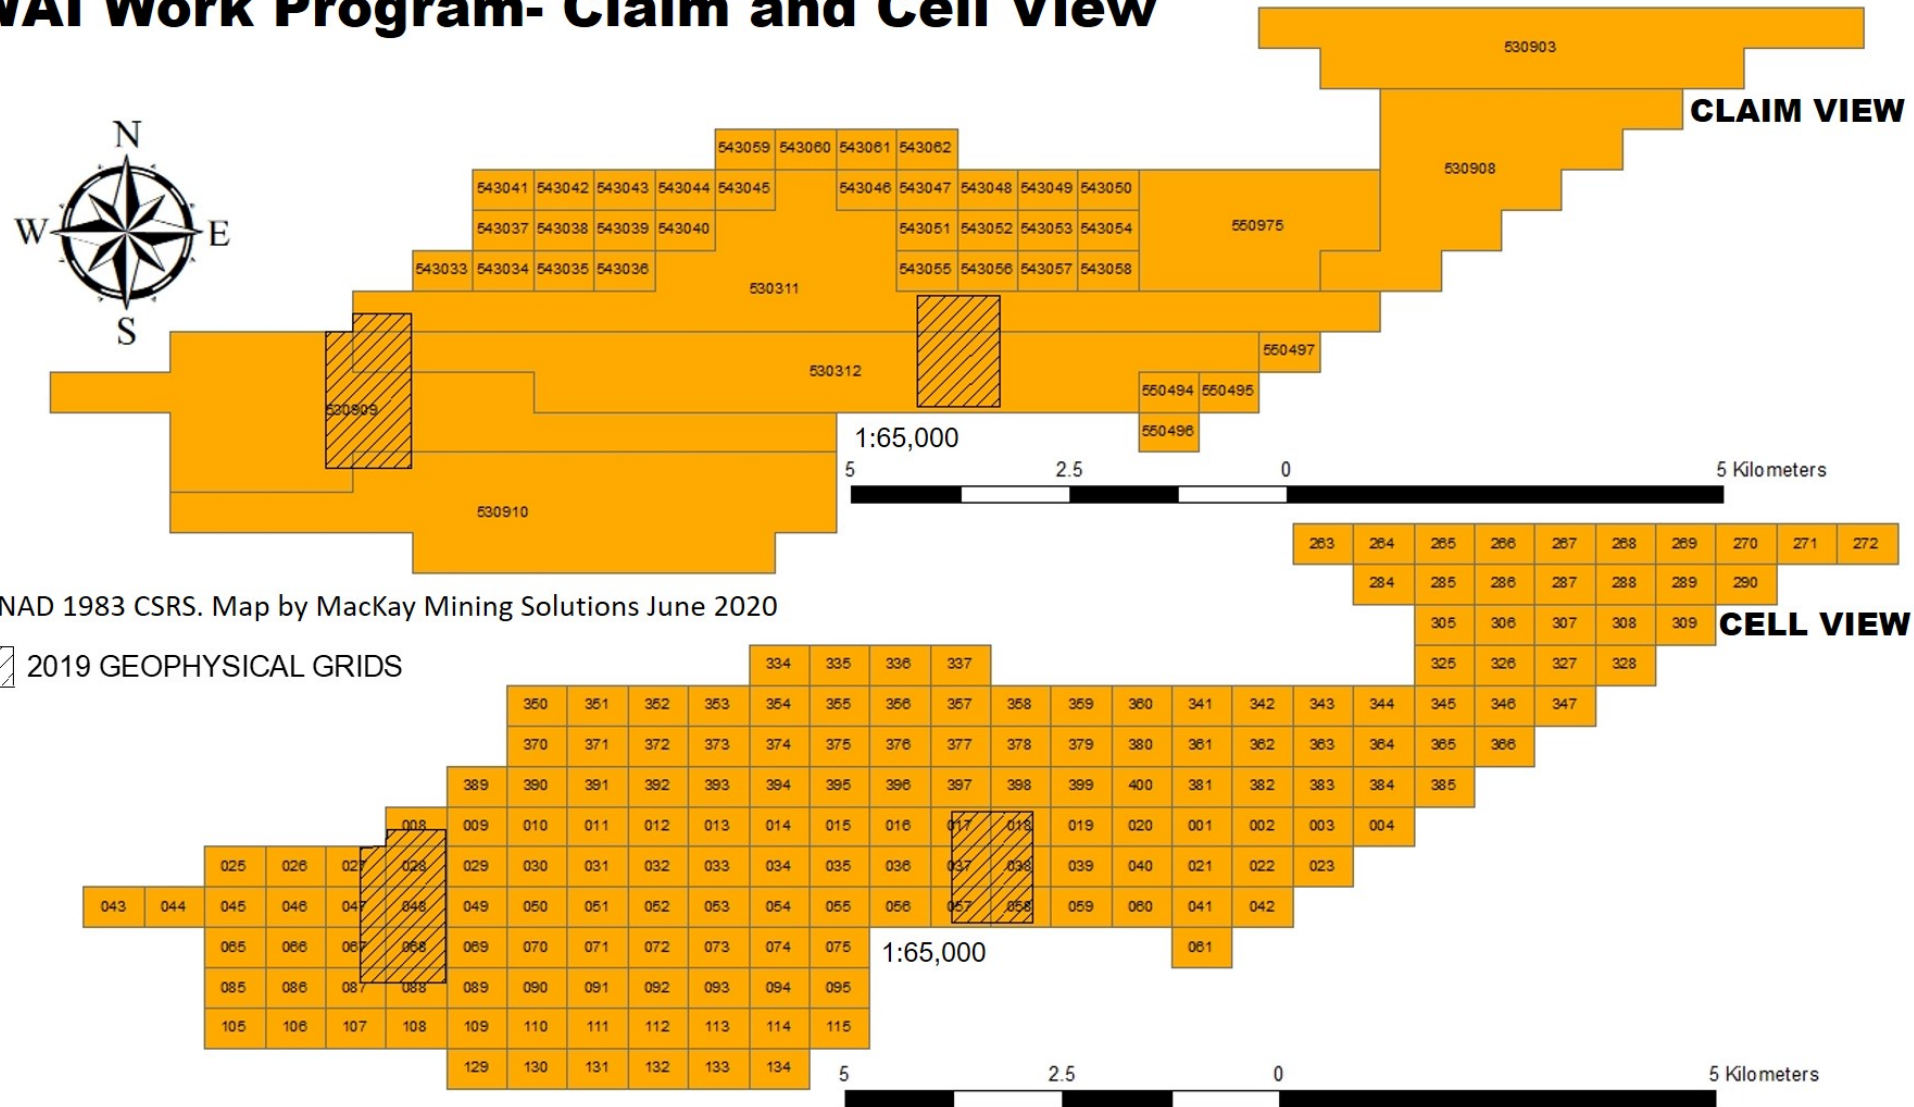 WAI Work Program- Claim and Cell View
530903
CLAIM VIEW
N
W E
S
543059 543060 543061 543062
530908
543041 543042 543043 543044 543045 543046 543047 543048 543049 543050
543037 543038 543039 543040 543051 543052 543053 543054 550975
543033 543034 543035 543036 543055 543056 543057 543058
530311
550497
530312
550494 550495
530909
550496
1:65,000
5 2.5 0 5 Kilometers
530910
263 264 265 266 267 268 269 270 271 272
284 285 286 287 288 289 290
NAD 1983 CSRS. Map by MacKay Mining Solutions June 2020
305 306 307 308 309 CELL VIEW
2019 GEOPHYSICAL GRIDS
334 335 336 337 325 326 327 328
350 351 352 353 354 355 356 357 358 359 360 341 342 343 344 345 346 347
370 371 372 373 374 375 376 377 378 379 380 361 362 363 364 365 366
389 390 391 392 393 394 395 396 397 398 399 400 381 382 383 384 385
008 009 010 011 012 013 014 015 016 017 018 019 020 001 002 003 004
025 026 027 028 029 030 031 032 033 034 035 036 037 038 039 040 021 022 023
043 044 045 046 047 048 049 050 051 052 053 054 055 056 057 058 059 060 041 042
065 066 067 068 069 070 071 072 073 074 075 1:65,000 061
085 086 087 088 089 090 091 092 093 094 095
105 106 107 108 109 110 111 112 113 114 115
129 130 131 132 133 134
5 2.5 0 5 Kilometers